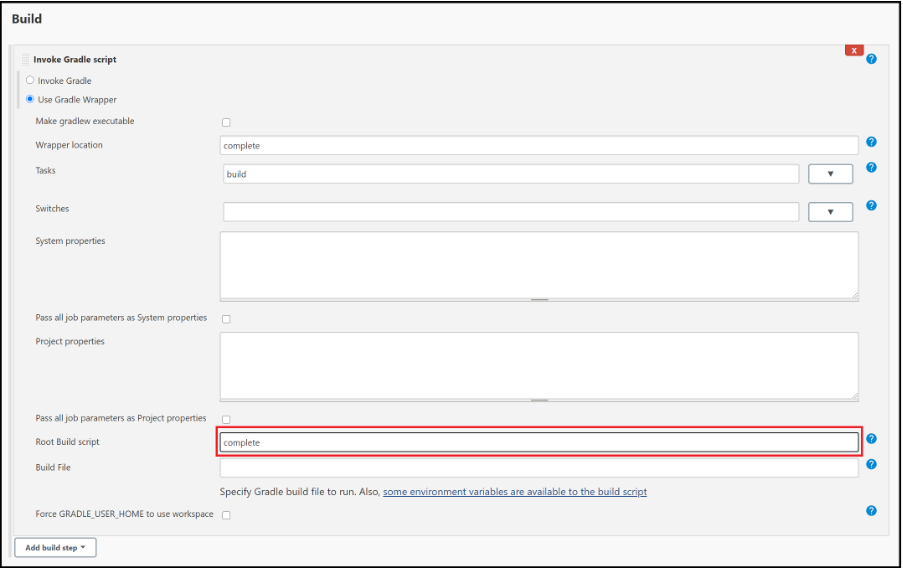 Build
Invoke Gradle script
x
?
Invoke Gradle
Use Gradle Wrapper
Make gradlew executable
Wrapper location
complete
?
Tasks
build
▼
?
Switches
▼
?
System properties
Pass all job parameters as System properties
Project properties
Pass all job parameters as Project properties
Root Build script
complete
?
Build File
?
Specify Gradle build file to run. Also, some environment variables are available to the build script
Force GRADLE_USER_HOME to use workspace
?
Add build step ▼